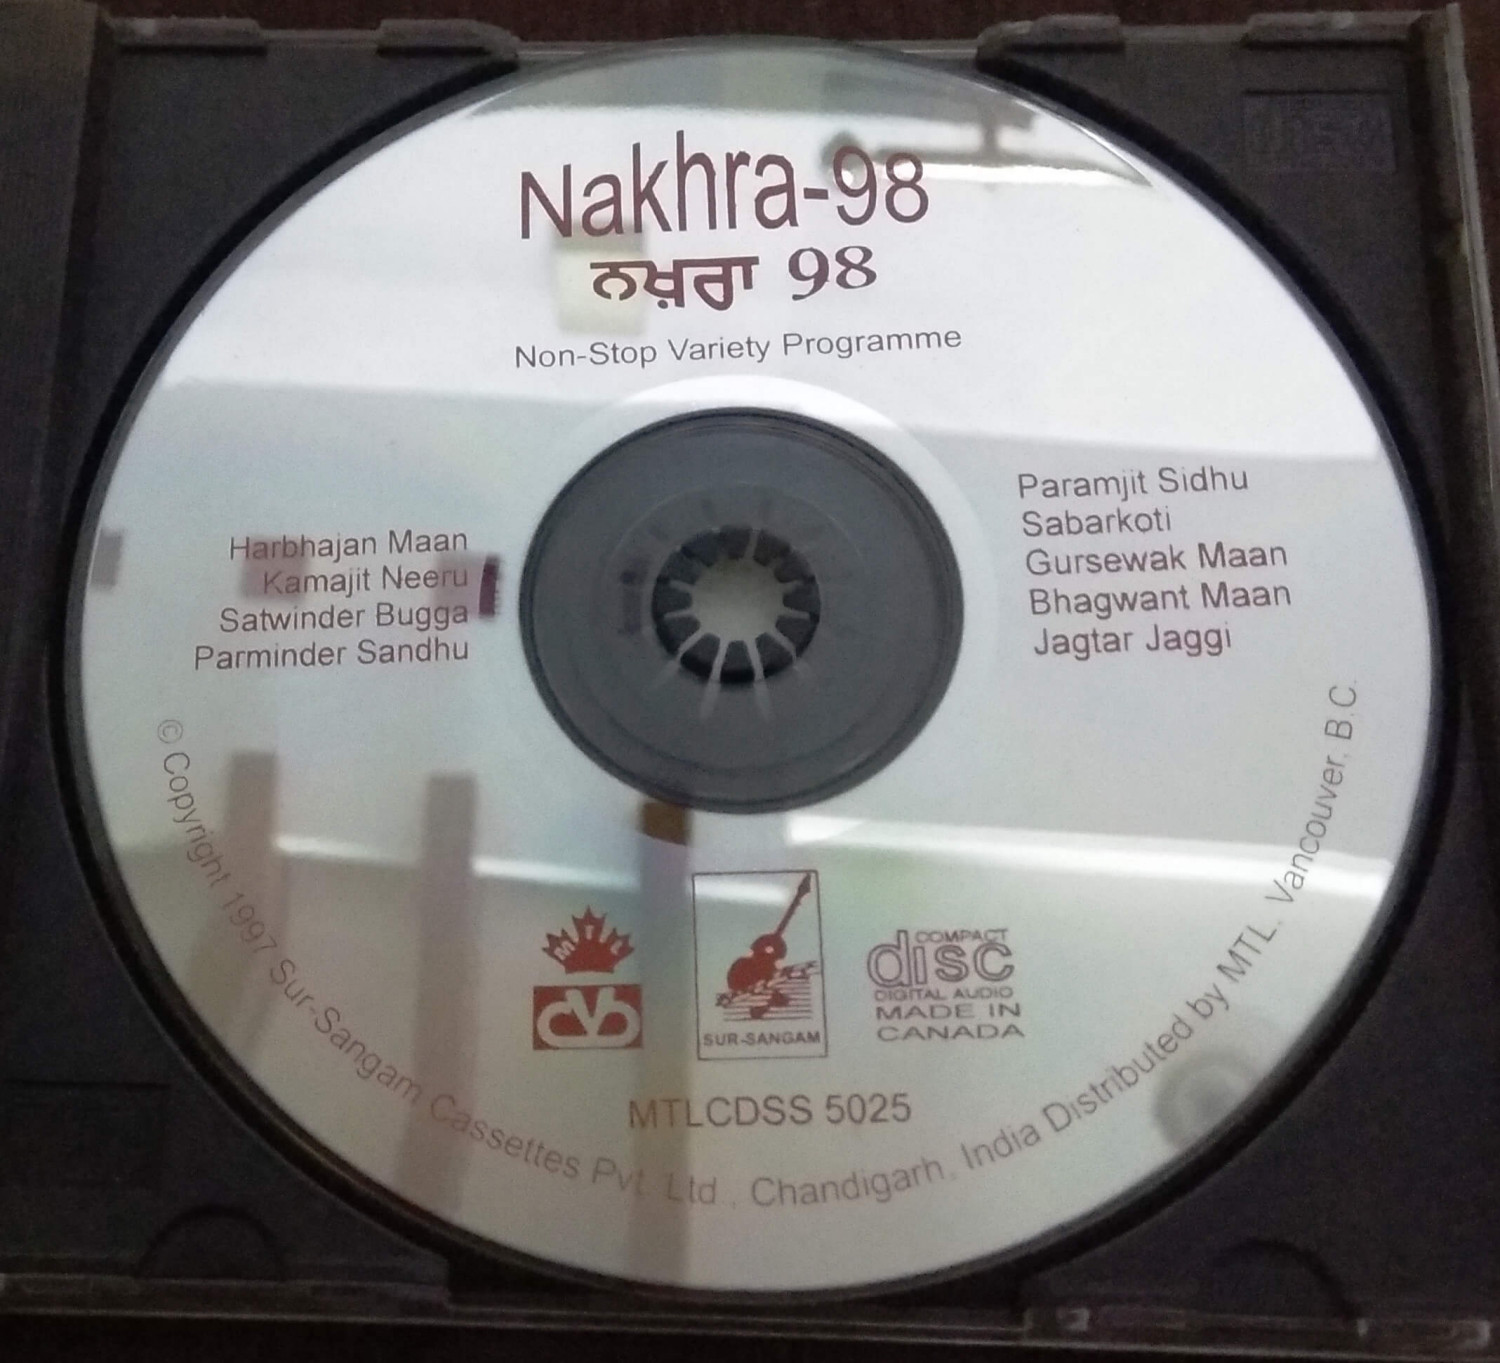 Nakhra-98
ਨਖ਼ਰਾ 98
Non-Stop Variety Programme
Harbhajan Maan
Kamajit Neeru
Satwinder Bugga
Parminder Sandhu
Paramjit Sidhu
Sabarkoti
Gursewak Maan
Bhagwant Maan
Jagtar Jaggi
MTL
SUR-SANGAM
COMPACT
disc
DIGITAL AUDIO
MADE IN
CANADA
MTLCDSS 5025
© Copyright 1997 Sur-Sangam Cassettes Pvt. Ltd., Chandigarh, India Distributed by MTL. Vancouver, B.C.